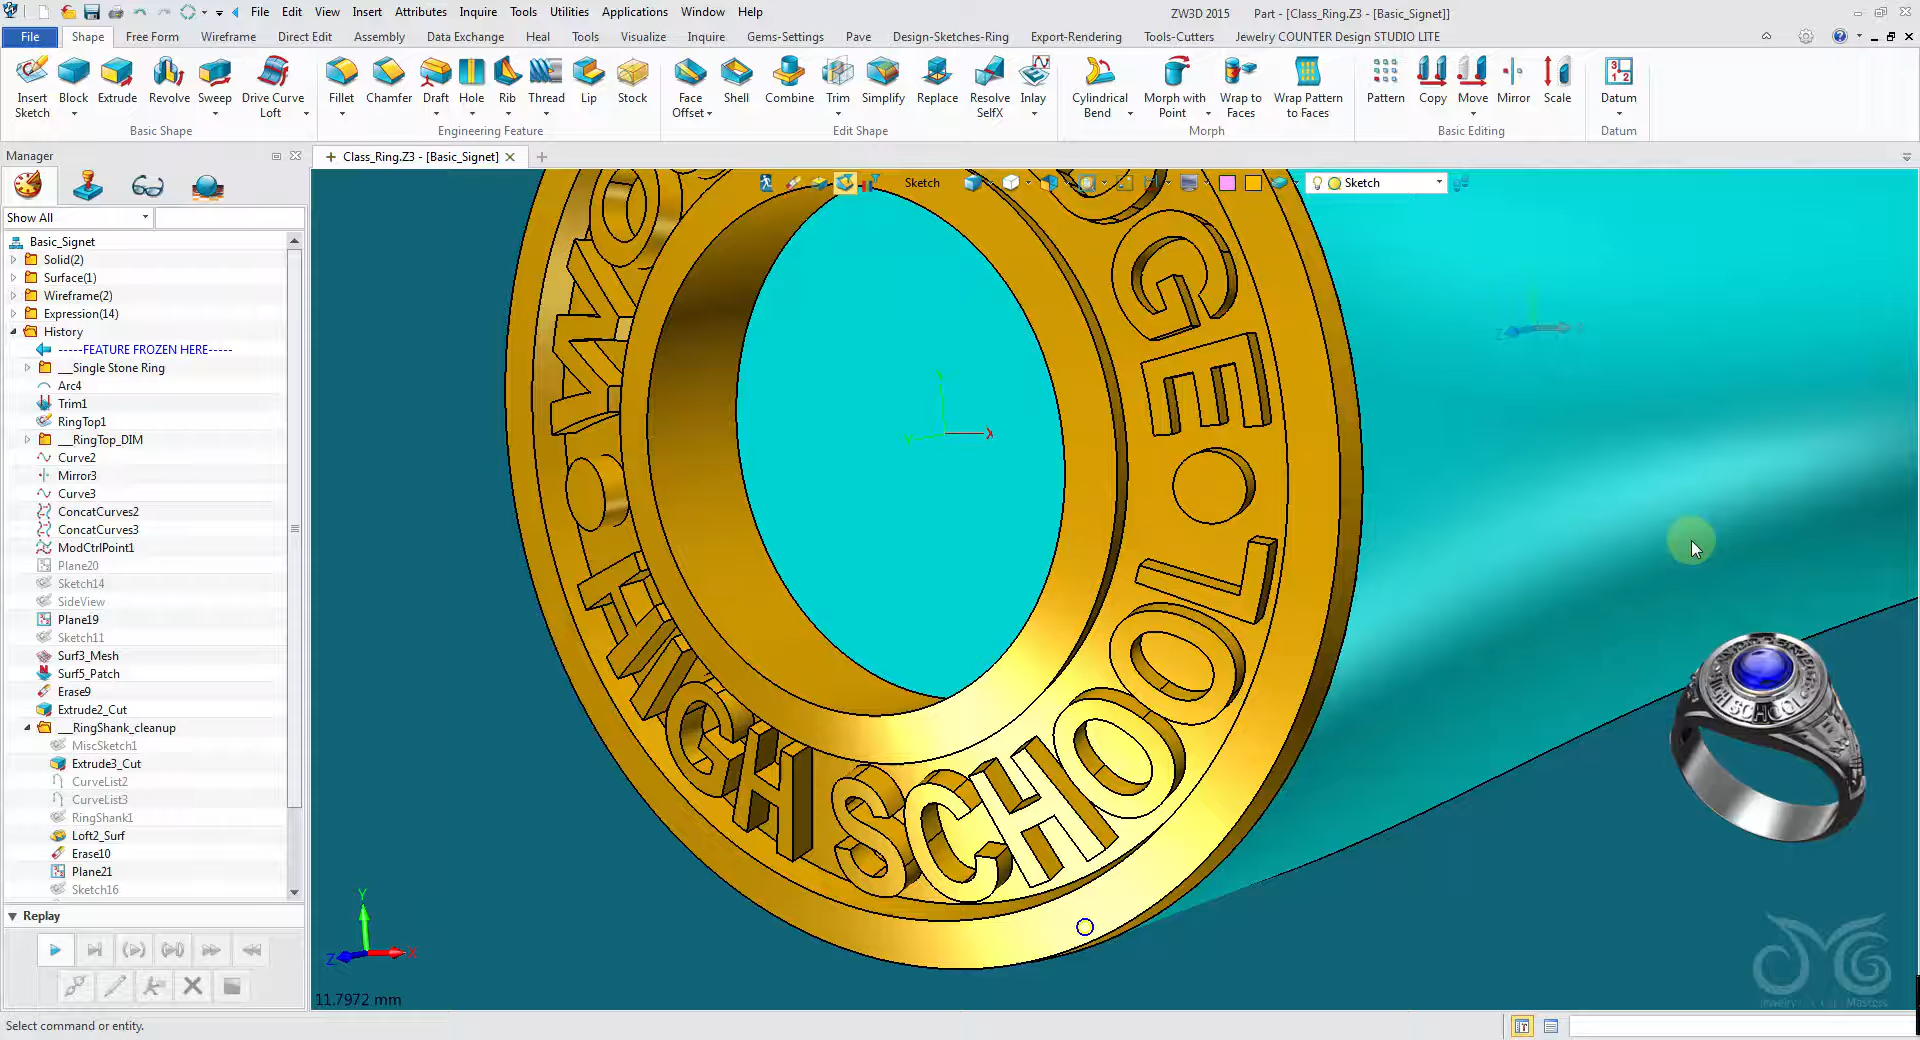 File Edit View Insert Attributes Inquire Tools Utilities Applications Window Help
ZW3D 2015 Part - [Class_Ring.Z3 - [Basic_Signet]]
File Shape Free Form Wireframe Direct Edit Assembly Data Exchange Heal Tools Visualize Inquire Gems-Settings Pave Design-Sketches-Ring Export-Rendering Tools-Cutters Jewelry COUNTER Design STUDIO LITE
Insert Sketch
Block
Extrude
Revolve
Sweep
Drive Curve Loft
Fillet
Chamfer
Draft
Hole
Rib
Thread
Lip
Stock
Face Offset
Shell
Combine
Trim
Simplify
Replace
Resolve SelfX
Inlay
Cylindrical Bend
Morph with Point
Wrap to Faces
Wrap Pattern to Faces
Pattern
Copy
Move
Mirror
Scale
Datum
Basic Shape
Engineering Feature
Edit Shape
Morph
Basic Editing
Datum
Manager
Class_Ring.Z3 - [Basic_Signet]
Show All
Sketch
Sketch
Basic_Signet
Solid(2)
Surface(1)
Wireframe(2)
Expression(14)
History
-----FEATURE FROZEN HERE-----
__Single Stone Ring
Arc4
Trim1
RingTop1
__RingTop_DIM
Curve2
Mirror3
Curve3
ConcatCurves2
ConcatCurves3
ModCtrlPoint1
Plane20
Sketch14
SideView
Plane19
Sketch11
Surf3_Mesh
Surf5_Patch
Erase9
Extrude2_Cut
__RingShank_cleanup
MiscSketch1
Extrude3_Cut
CurveList2
CurveList3
RingShank1
Loft2_Surf
Erase10
Plane21
Sketch16
Replay
DGE
HIGH SCHOOL
X
Y
X
Y
Z
X
11.7972 mm
HIGH SCHOOL
Select command or entity.